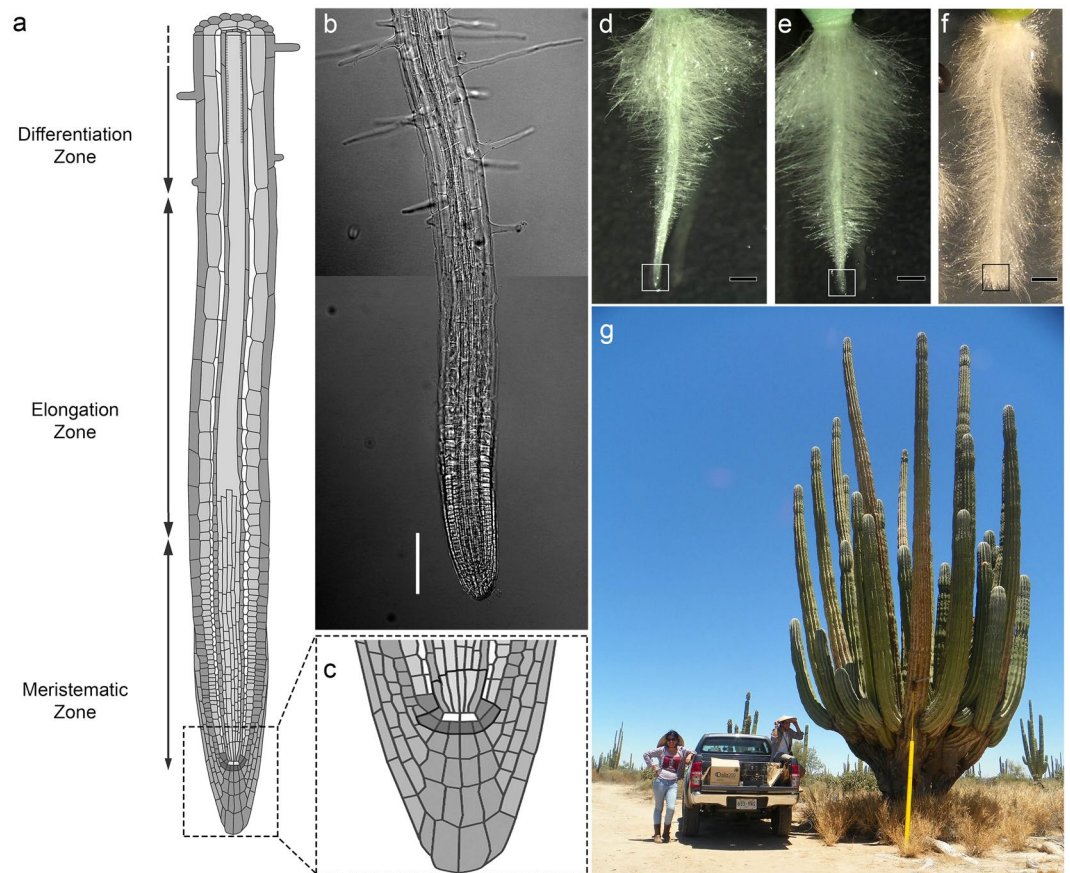 a
Differentiation
Zone
Elongation
Zone
Meristematic
Zone
b
c
d
e
f
g